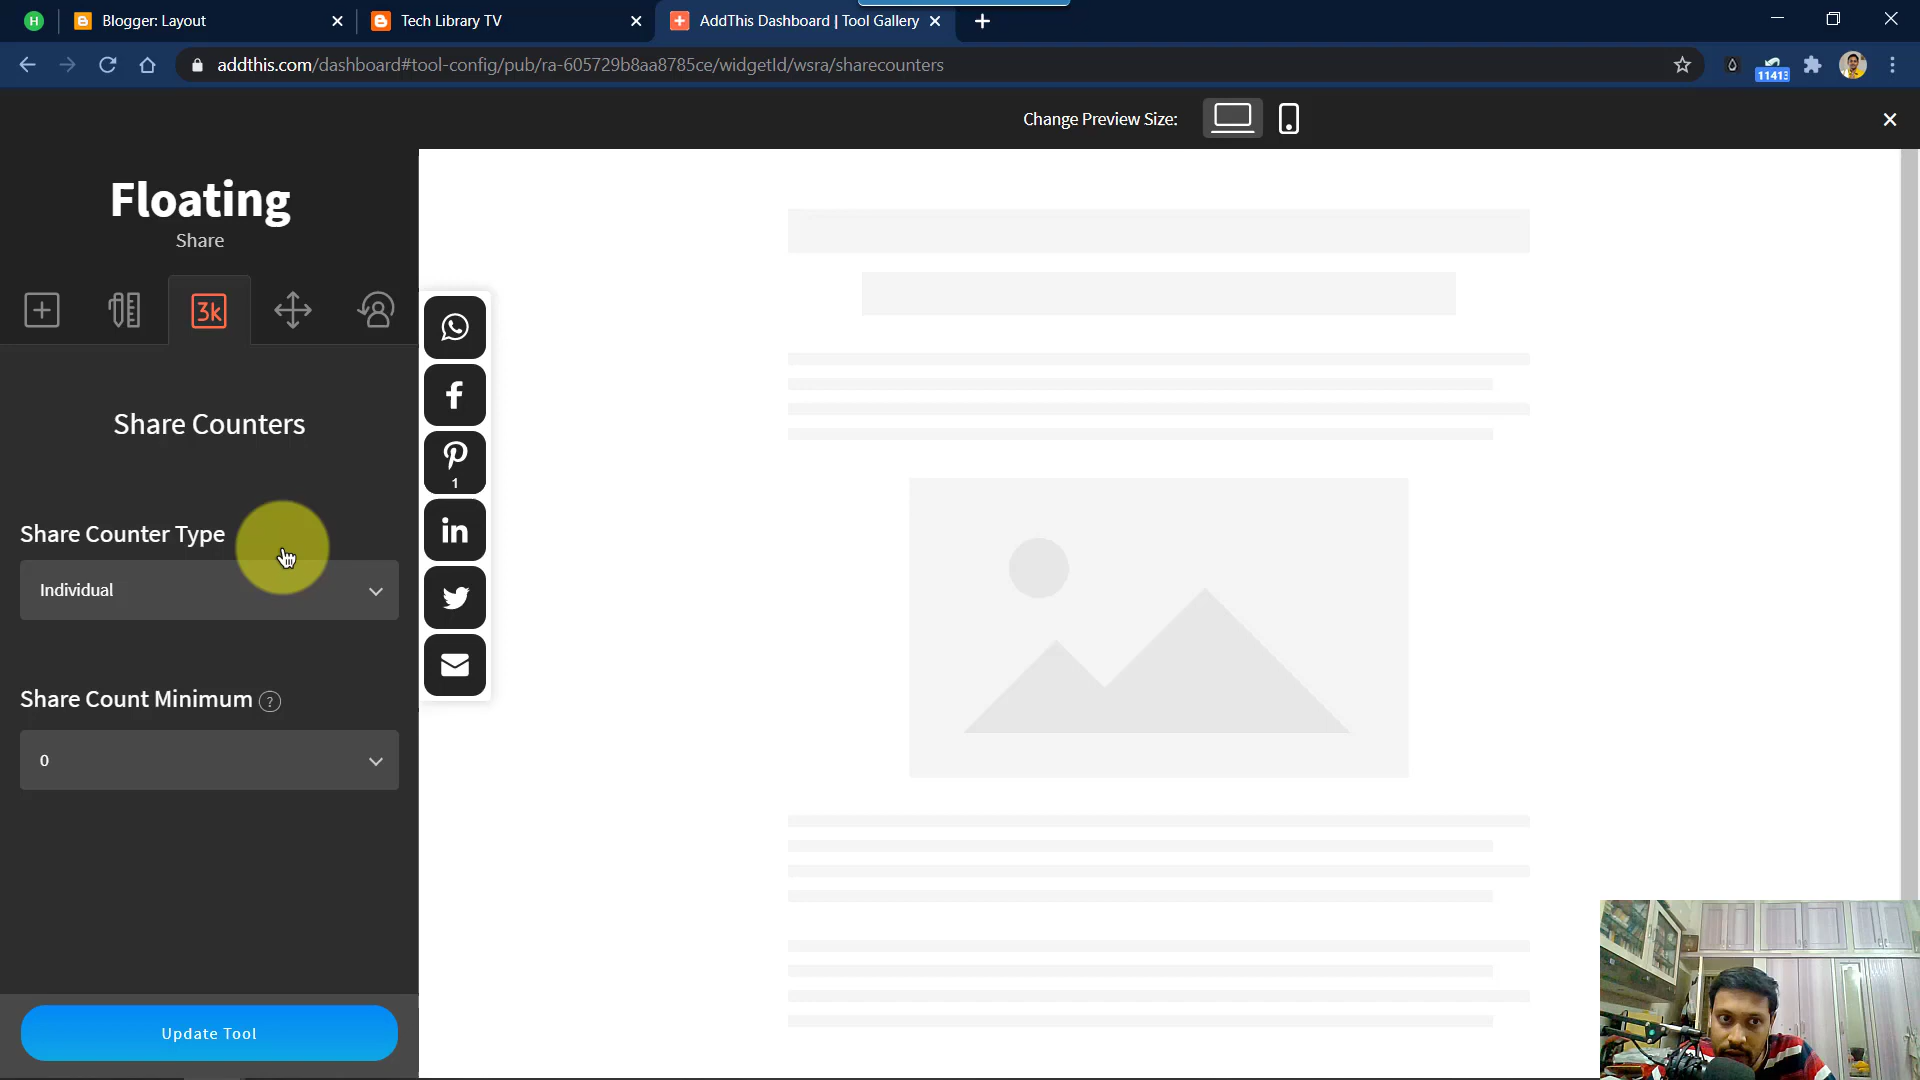 H
Blogger: Layout
Tech Library TV
AddThis Dashboard | Tool Gallery
addthis.com/dashboard#tool-config/pub/ra-605729b8aa8785ce/widgetId/wsra/sharecounters
Change Preview Size:
Floating
Share
3k
Share Counters
1
Share Counter Type
Individual
Share Count Minimum ?
0
Update Tool